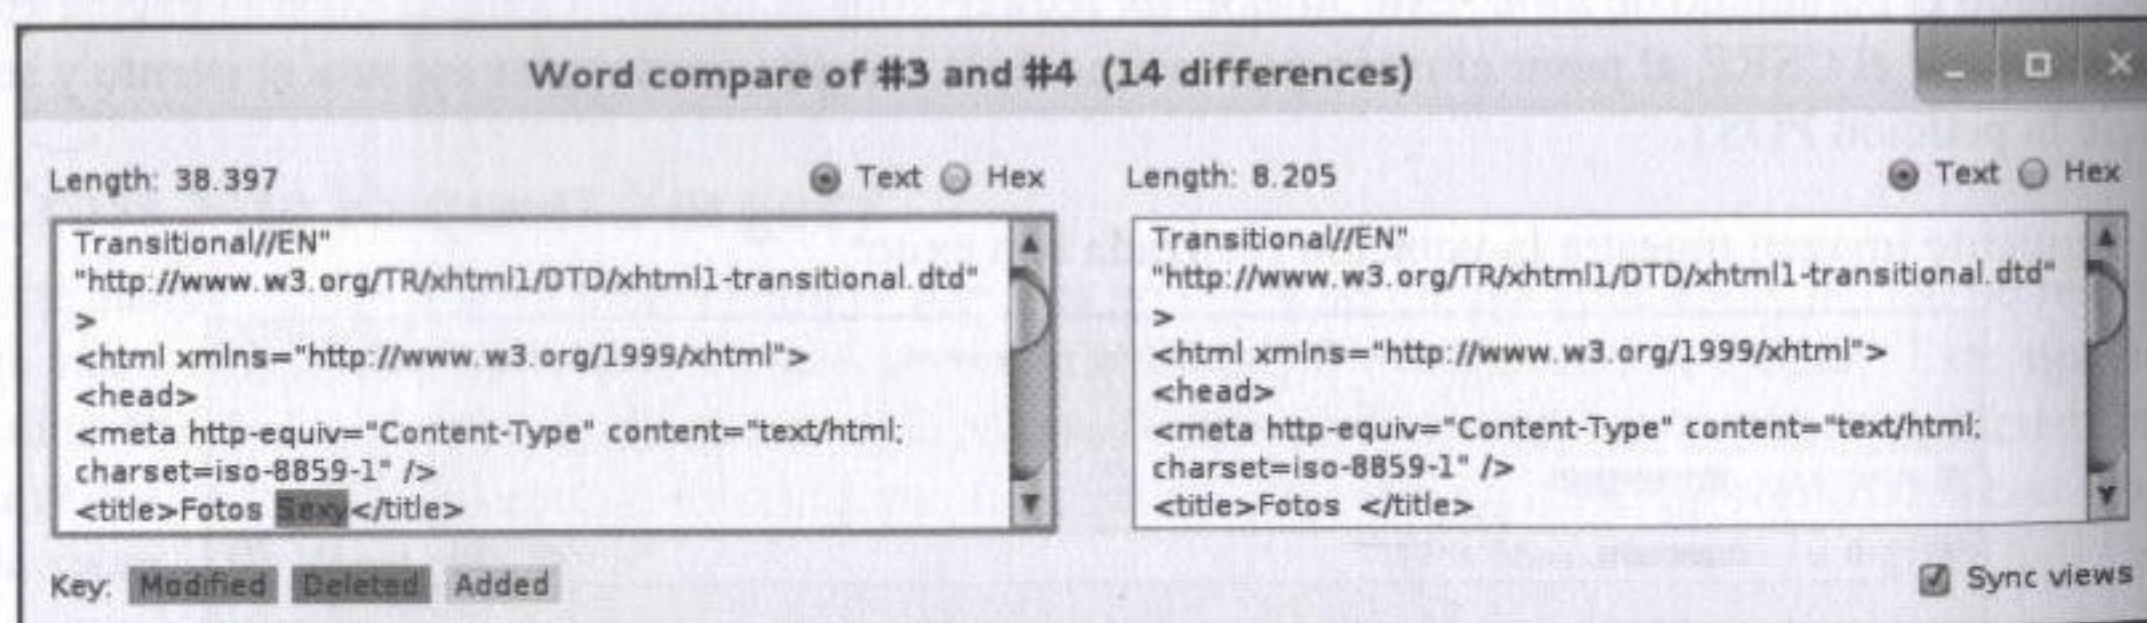 Word compare of #3 and #4 (14 differences)
Length: 38.397
Text
Hex
Transitional//EN"
"http://www.w3.org/TR/xhtml1/DTD/xhtml1-transitional.dtd"
>
<html xmlns="http://www.w3.org/1999/xhtml">
<head>
<meta http-equiv="Content-Type" content="text/html;
charset=iso-8859-1" />
<title>Fotos Sexy</title>
Length: 8.205
Text
Hex
Transitional//EN"
"http://www.w3.org/TR/xhtml1/DTD/xhtml1-transitional.dtd"
>
<html xmlns="http://www.w3.org/1999/xhtml">
<head>
<meta http-equiv="Content-Type" content="text/html;
charset=iso-8859-1" />
<title>Fotos </title>
Key: Modified Deleted Added
Sync views